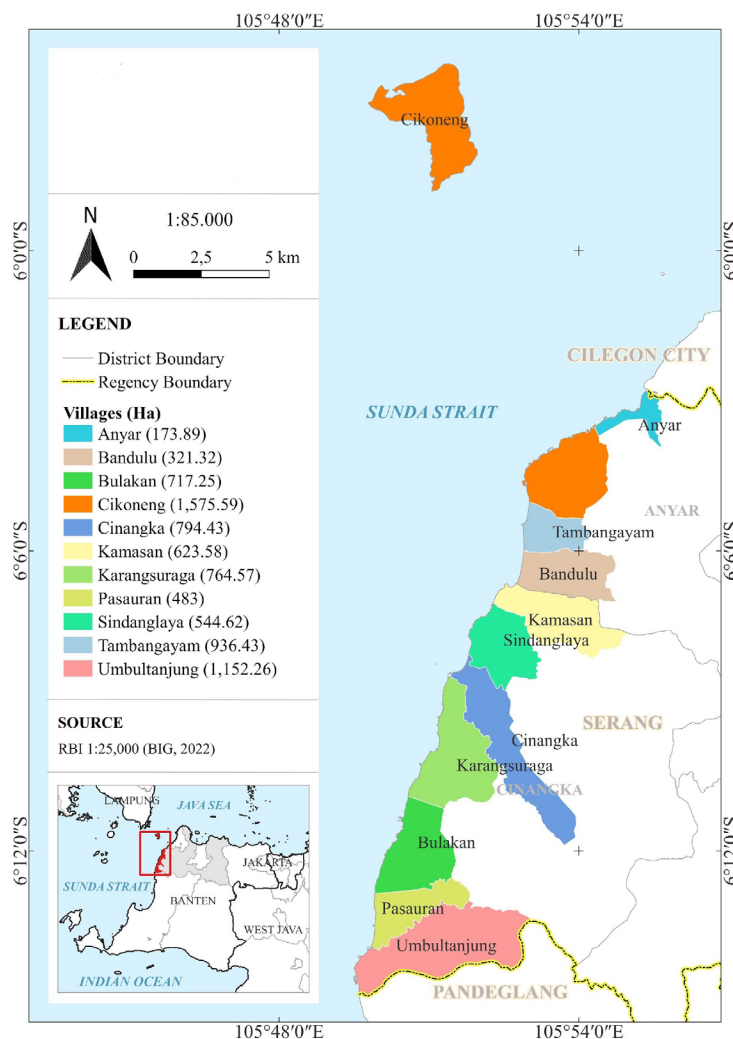 105°48'0"E
105°54'0"E
Cikoneng
N
1:85.000
0
2,5
5 km
6°0'0"S
6°0'0"S
LEGEND
District Boundary
Regency Boundary
Villages (Ha)
Anyar (173.89)
Bandulu (321.32)
Bulakan (717.25)
Cikoneng (1,575.59)
Cinangka (794.43)
Kamasan (623.58)
Karangsuraga (764.57)
Pasauran (483)
Sindanglaya (544.62)
Tambangayam (936.43)
Umbultanjung (1,152.26)
CILEGON CITY
SUNDA STRAIT
Anyar
ANYAR
Tambangayam
6°6'0"S
6°6'0"S
Bandulu
Kamasan
Sindanglaya
SERANG
Cinangka
Karangsuraga
CINANGKA
Bulakan
6°12'0"S
6°12'0"S
Pasauran
Umbultanjung
PANDEGLANG
SOURCE
RBI 1:25,000 (BIG, 2022)
LAMPUNG
JAVA SEA
JAKARTA
SUNDA STRAIT
BANTEN
WEST JAVA
INDIAN OCEAN
105°48'0"E
105°54'0"E